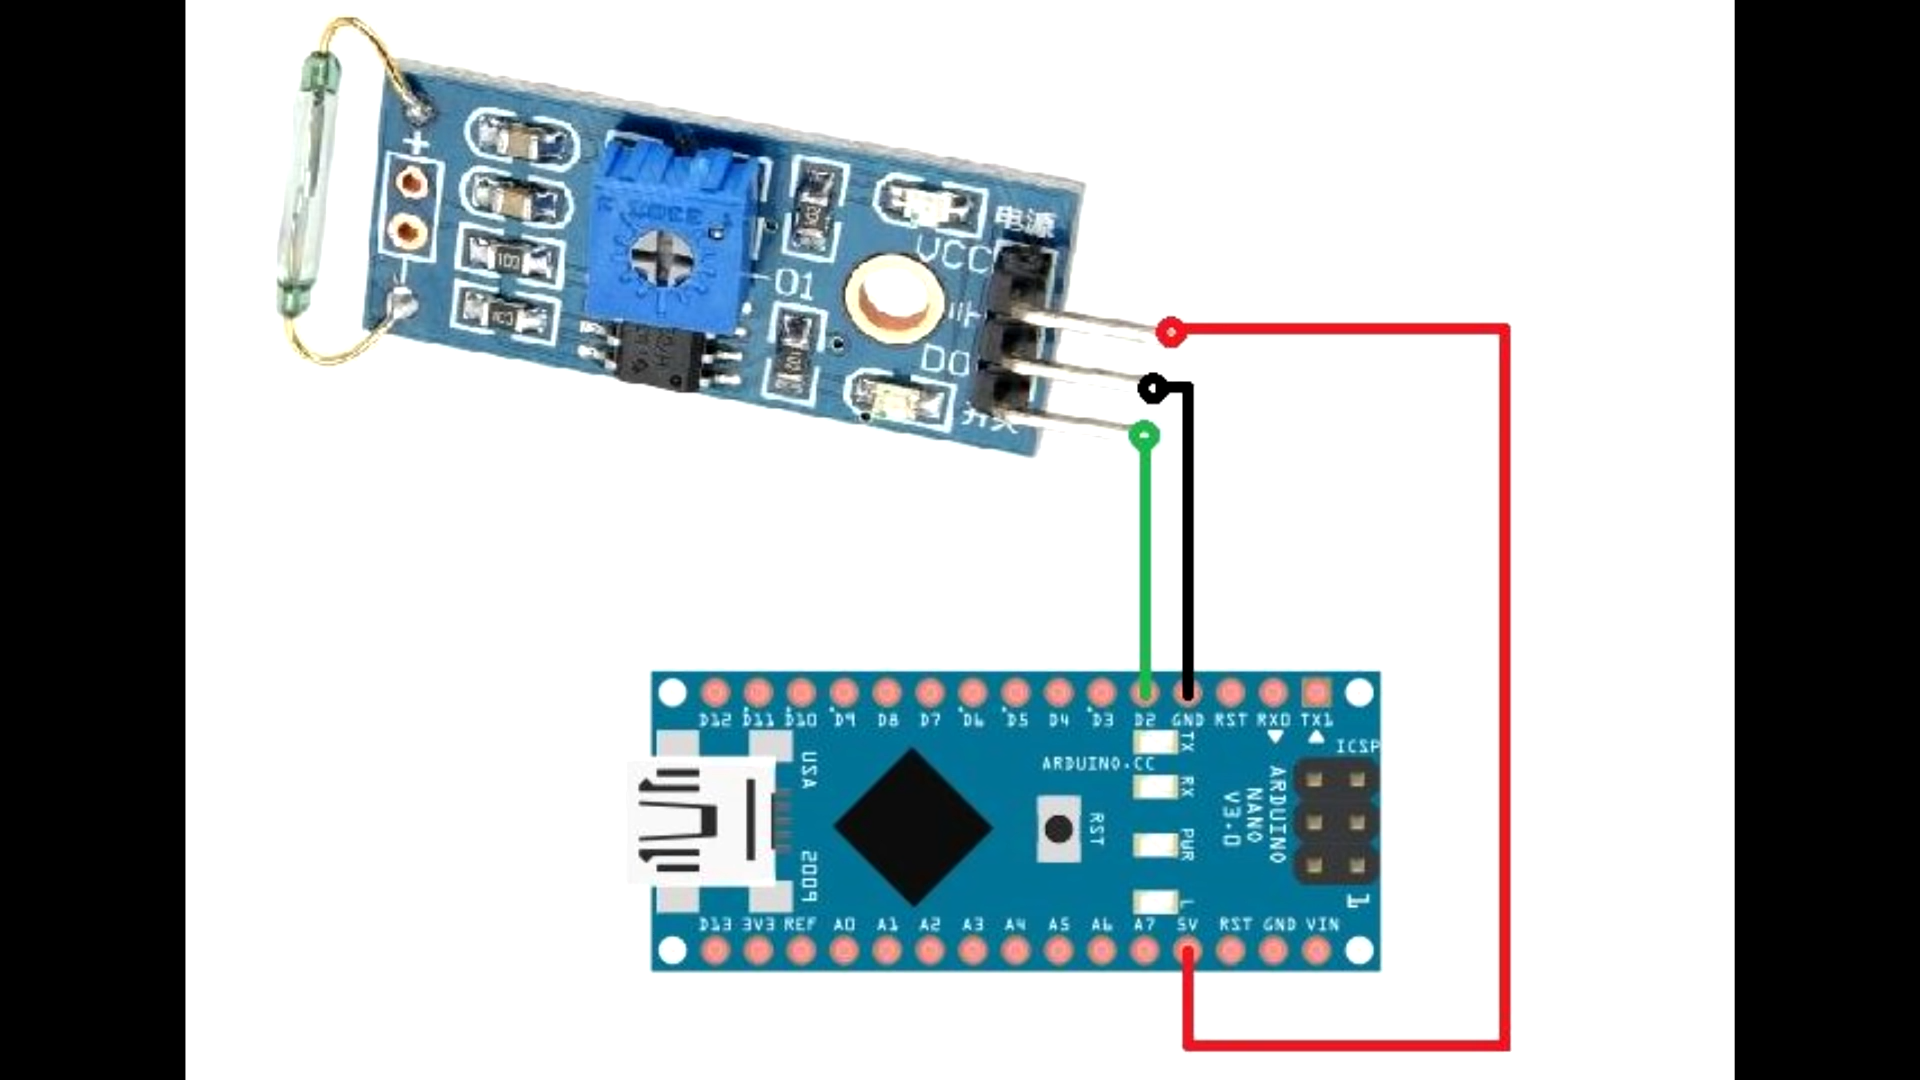 +
电源
VCC
103
D1
DO
开关
D12 D11 D10 D9 D8 D7 D6 D5 D4 D3 D2 GND RST RX0 TX1
ICSP
USA
TX
ARDUINO.CC
RX
ARDUINO
NANO
V3.0
RST
PWR
2009
L
1
D13 3V3 REF A0 A1 A2 A3 A4 A5 A6 A7 5V RST GND VIN